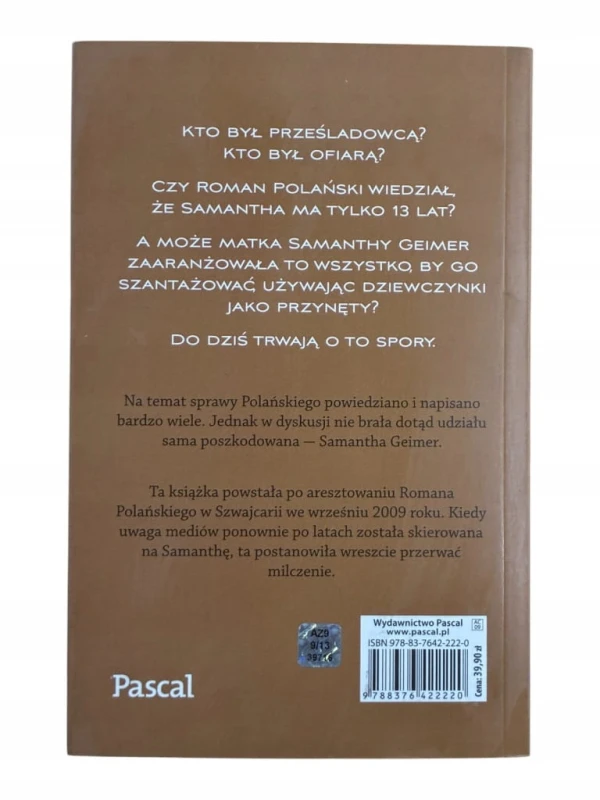 KTO BYŁ PRZEŚLADOWCĄ?
KTO BYŁ OFIARĄ?
CZY ROMAN POLAŃSKI WIEDZIAŁ,
ŻE SAMANTHA MA TYLKO 13 LAT?
A MOŻE MATKA SAMANTHY GEIMER
ZAARANŻOWAŁA TO WSZYSTKO, BY GO
SZANTAŻOWAĆ, UŻYWAJĄC DZIEWCZYNKI
JAKO PRZYNĘTY?
DO DZIŚ TRWAJĄ O TO SPORY.
Na temat sprawy Polańskiego powiedziano i napisano
bardzo wiele. Jednak w dyskusji nie brała dotąd udziału
sama poszkodowana — Samantha Geimer.
Ta książka powstała po aresztowaniu Romana
Polańskiego w Szwajcarii we wrześniu 2009 roku. Kiedy
uwaga mediów ponownie po latach została skierowana
na Samanthę, ta postanowiła wreszcie przerwać
milczenie.
Pascal
9/13
Wydawnictwo Pascal
www.pascal.pl
ISBN 978-83-7642-222-0
9 788376 422220
Cena: 39,90 zł